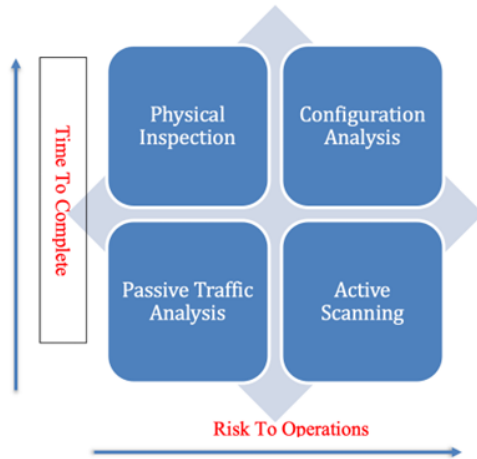 Physical
Inspection
Configuration
Analysis
Time To Complete
Passive Traffic
Analysis
Active
Scanning
Risk To Operations